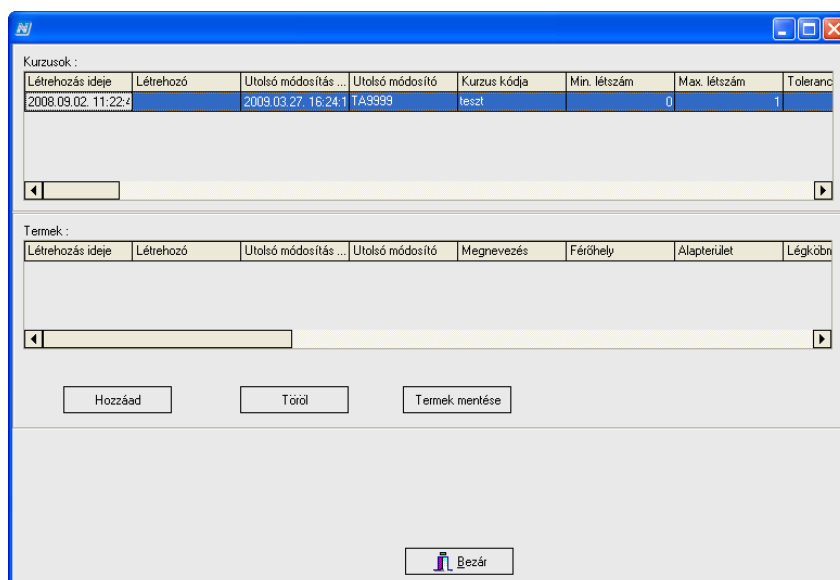 Kurzusok :
Létrehozás ideje Létrehozó Utolsó módosítás ... Utolsó módosító Kurzus kódja Min. létszám Max. létszám Toleranc
2008.09.02. 11:22:4 2009.03.27. 16:24:1 TA9999 teszt 0 1
Termek :
Létrehozás ideje Létrehozó Utolsó módosítás ... Utolsó módosító Megnevezés Férőhely Alapterület Légköbm
Hozzáad Töröl Termek mentése
Bezár